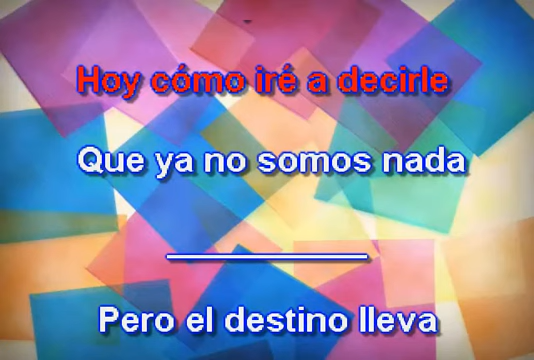 Hoy cómo iré a decirle
Que ya no somos nada
Pero el destino lleva